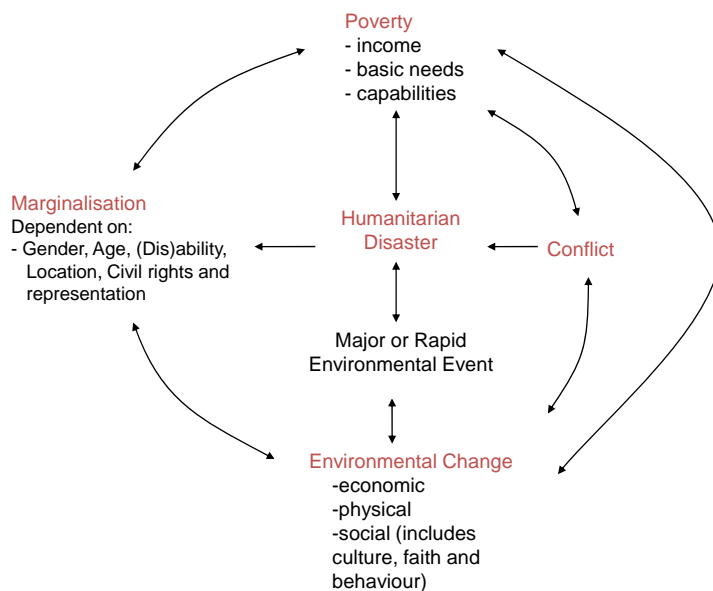 Poverty
- income
- basic needs
- capabilities
Marginalisation
Dependent on:
- Gender, Age, (Dis)ability,
Location, Civil rights and
representation
Humanitarian
Disaster
Conflict
Major or Rapid
Environmental Event
Environmental Change
-economic
-physical
-social (includes
culture, faith and
behaviour)